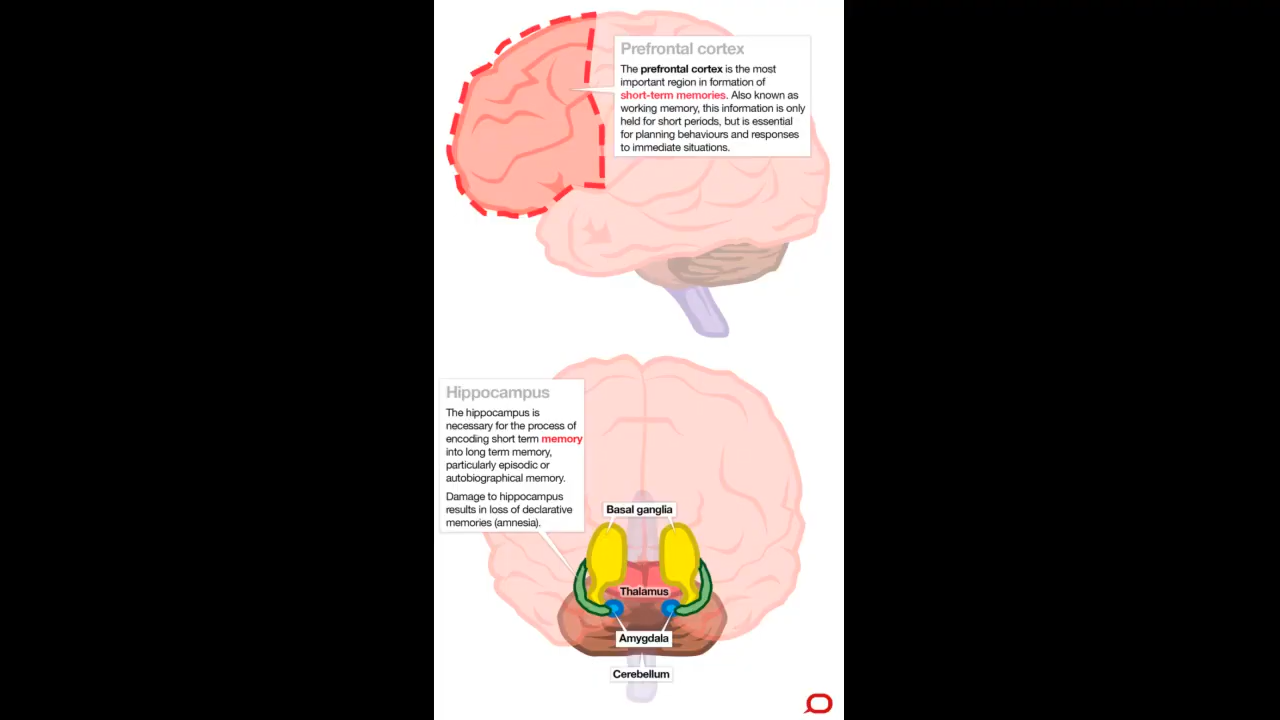 Prefrontal cortex
The prefrontal cortex is the most
important region in formation of
short-term memories. Also known as
working memory, this information is only
held for short periods, but is essential
for planning behaviours and responses
to immediate situations.
Hippocampus
The hippocampus is
necessary for the process of
encoding short term memory
into long term memory,
particularly episodic or
autobiographical memory.
Damage to hippocampus
results in loss of declarative
memories (amnesia).
Basal ganglia
Thalamus
Amygdala
Cerebellum